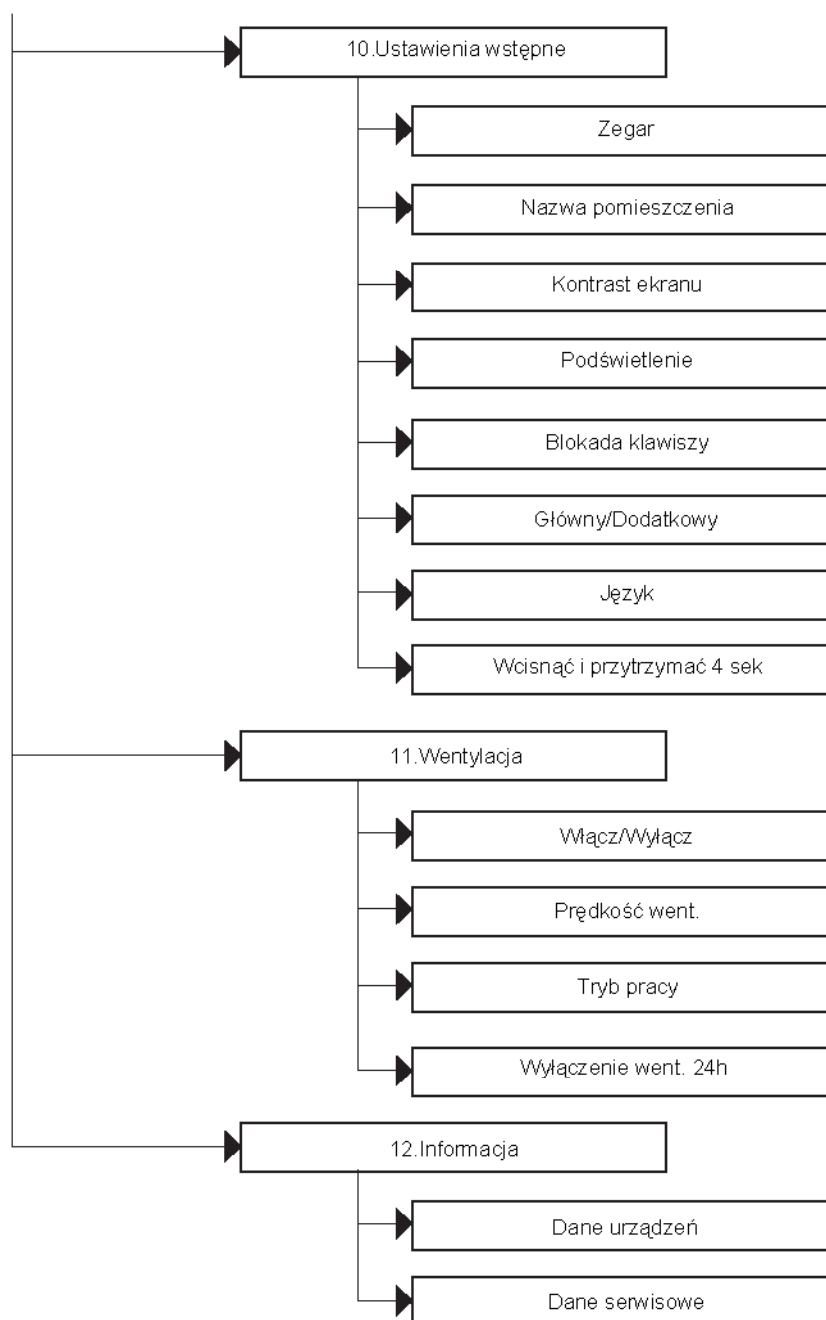 10.Ustawienia wstępne
Zegar
Nazwa pomieszczenia
Kontrast ekranu
Podświetlenie
Blokada klawiszy
Główny/Dodatkowy
Język
Wcisnąć i przytrzymać 4 sek
11.Wentylacja
Włącz/Wyłącz
Prędkość went.
Tryb pracy
Wyłączenie went. 24h
12.Informacja
Dane urządzeń
Dane serwisowe